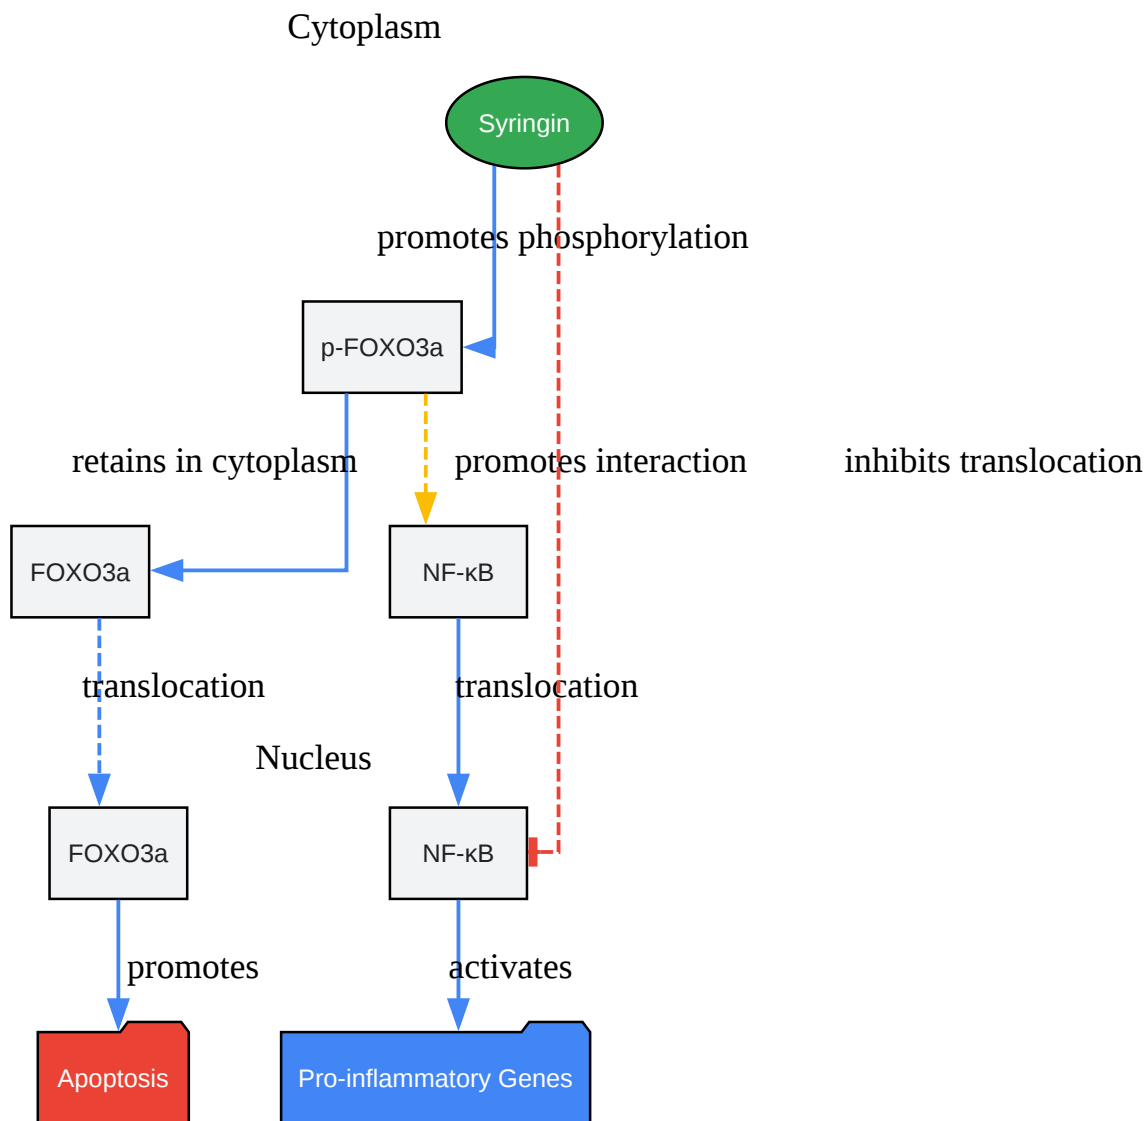 Cytoplasm
Syringin
promotes phosphorylation
p-FOXO3a
retains in cytoplasm
promotes interaction
inhibits translocation
FOXO3a
NF-κB
translocation
translocation
Nucleus
FOXO3a
NF-κB
promotes
activates
Apoptosis
Pro-inflammatory Genes